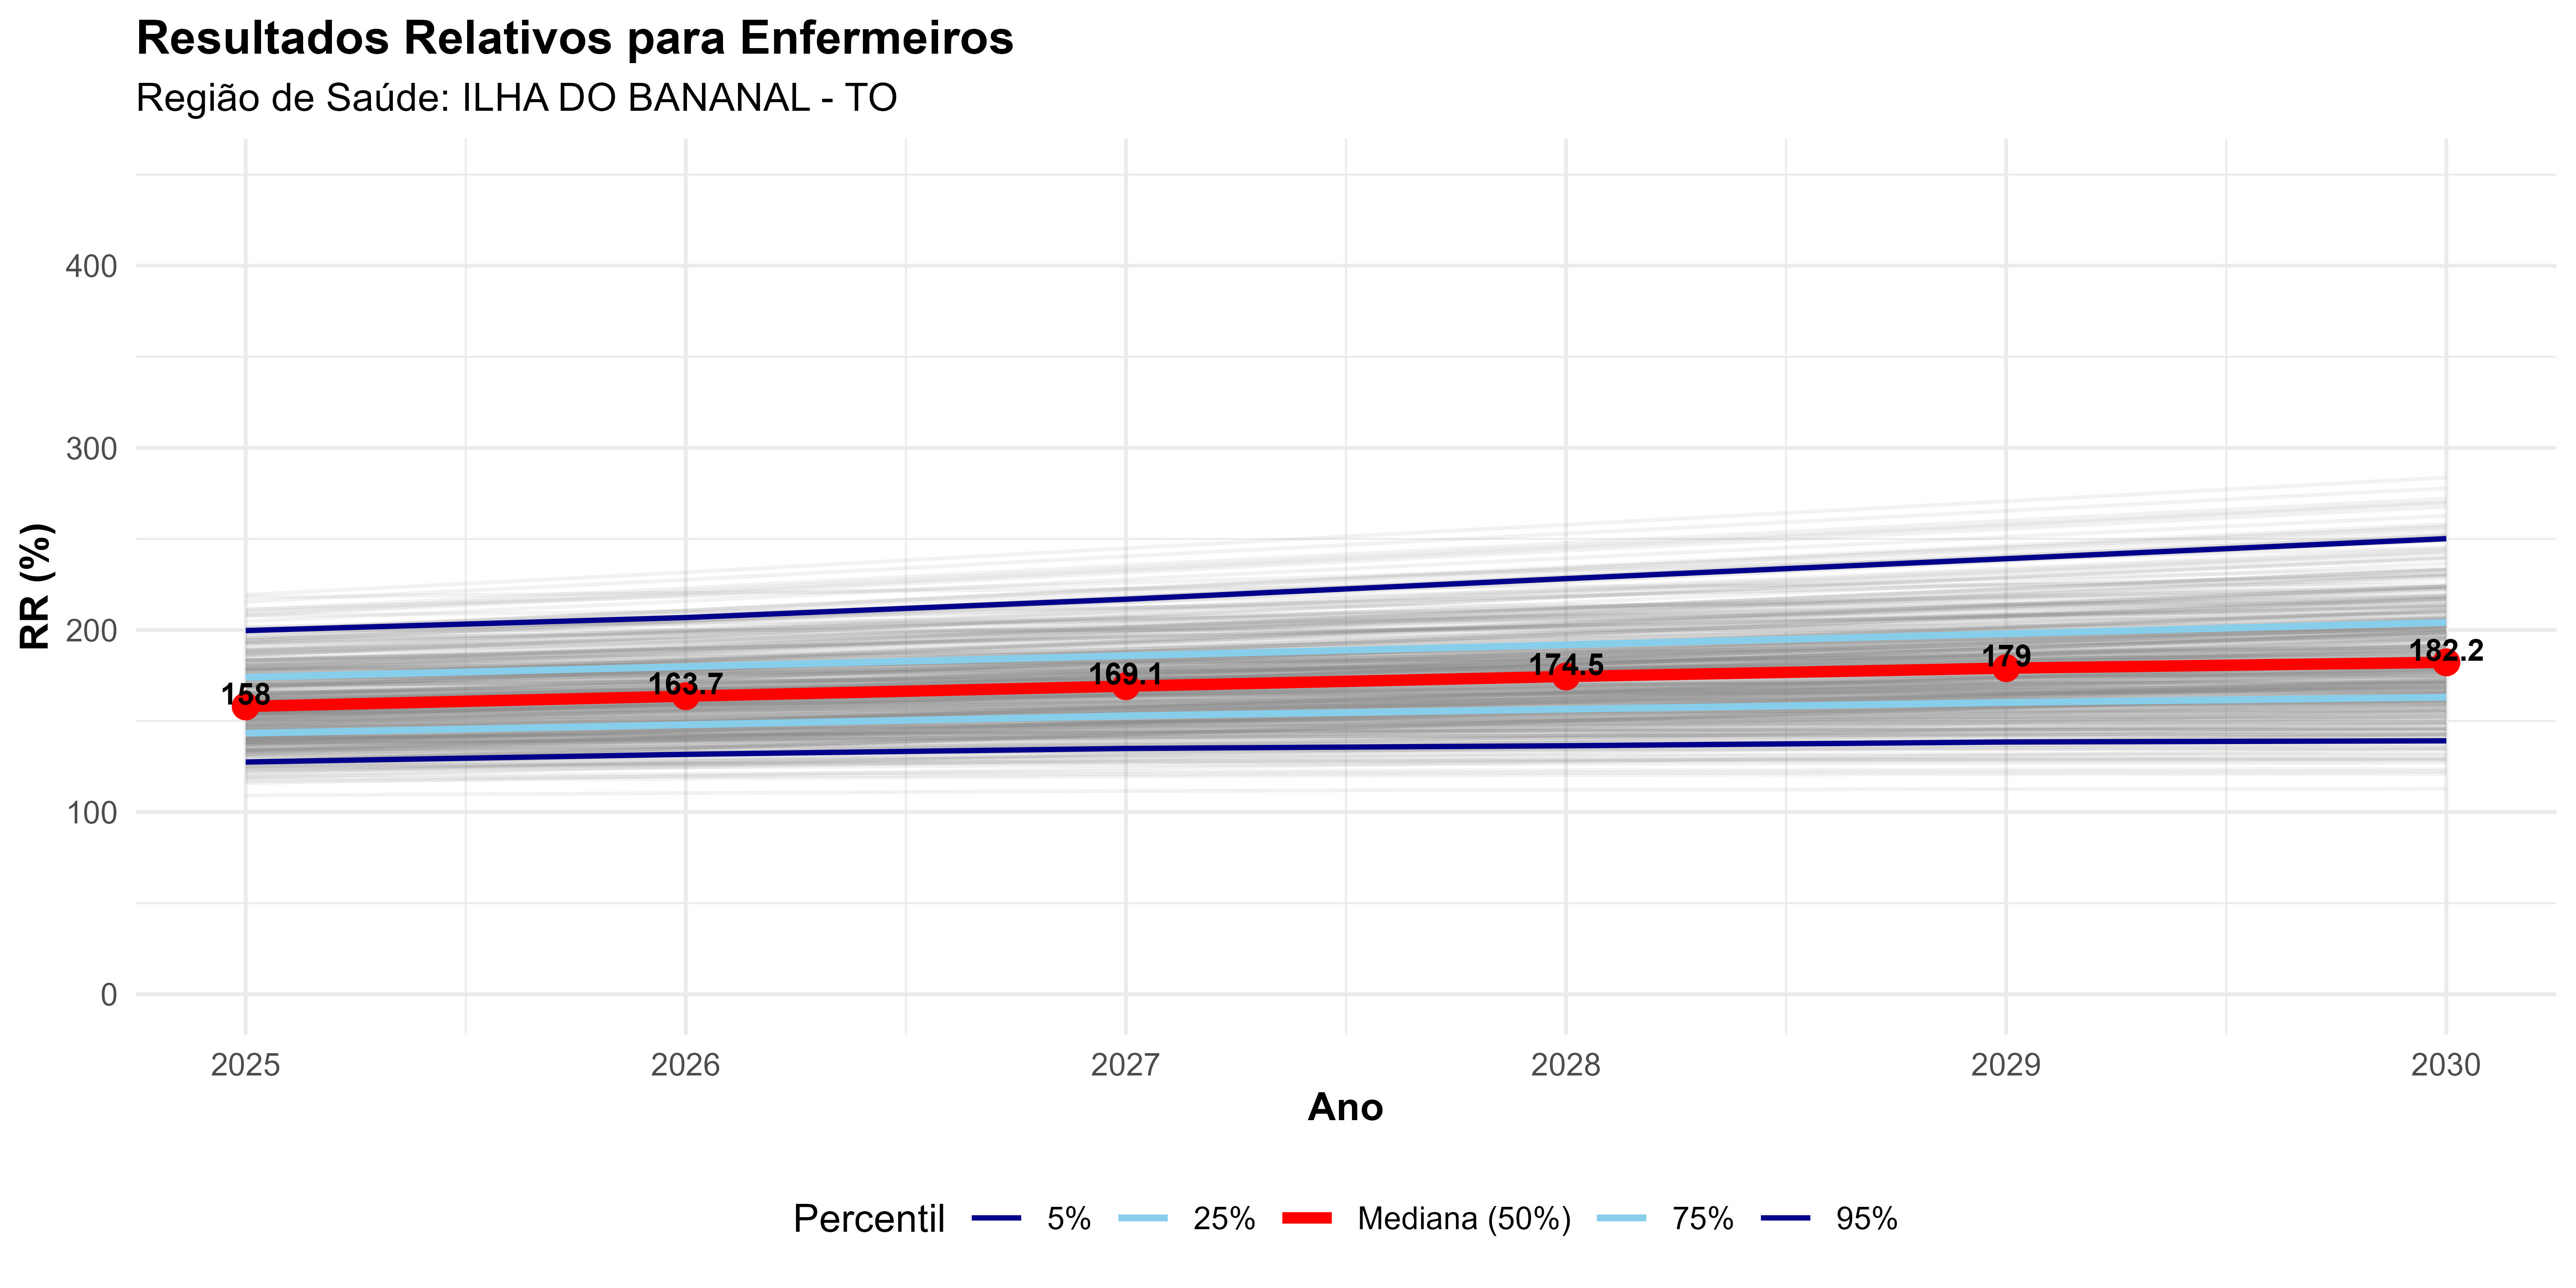 Resultados Relativos para Enfermeiros
Região de Saúde: ILHA DO BANANAL - TO
RR (%)
400
300
200
100
0
158
163.7
169.1
174.5
179
182.2
2025 2026 2027 2028 2029 2030
Ano
Percentil 5% 25% Mediana (50%) 75% 95%